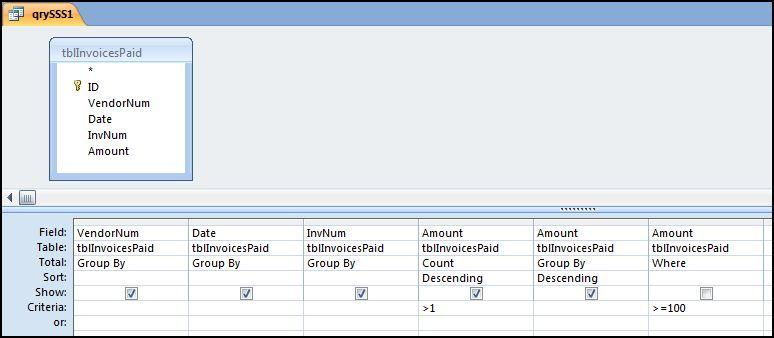 qrySSS1
tblInvoicesPaid
*
ID
VendorNum
Date
InvNum
Amount
Field: VendorNum Date InvNum Amount Amount Amount
Table: tblInvoicesPaid tblInvoicesPaid tblInvoicesPaid tblInvoicesPaid tblInvoicesPaid tblInvoicesPaid
Total: Group By Group By Group By Count Group By Where
Sort: Descending Descending
Show:
Criteria: >1 >=100
or: